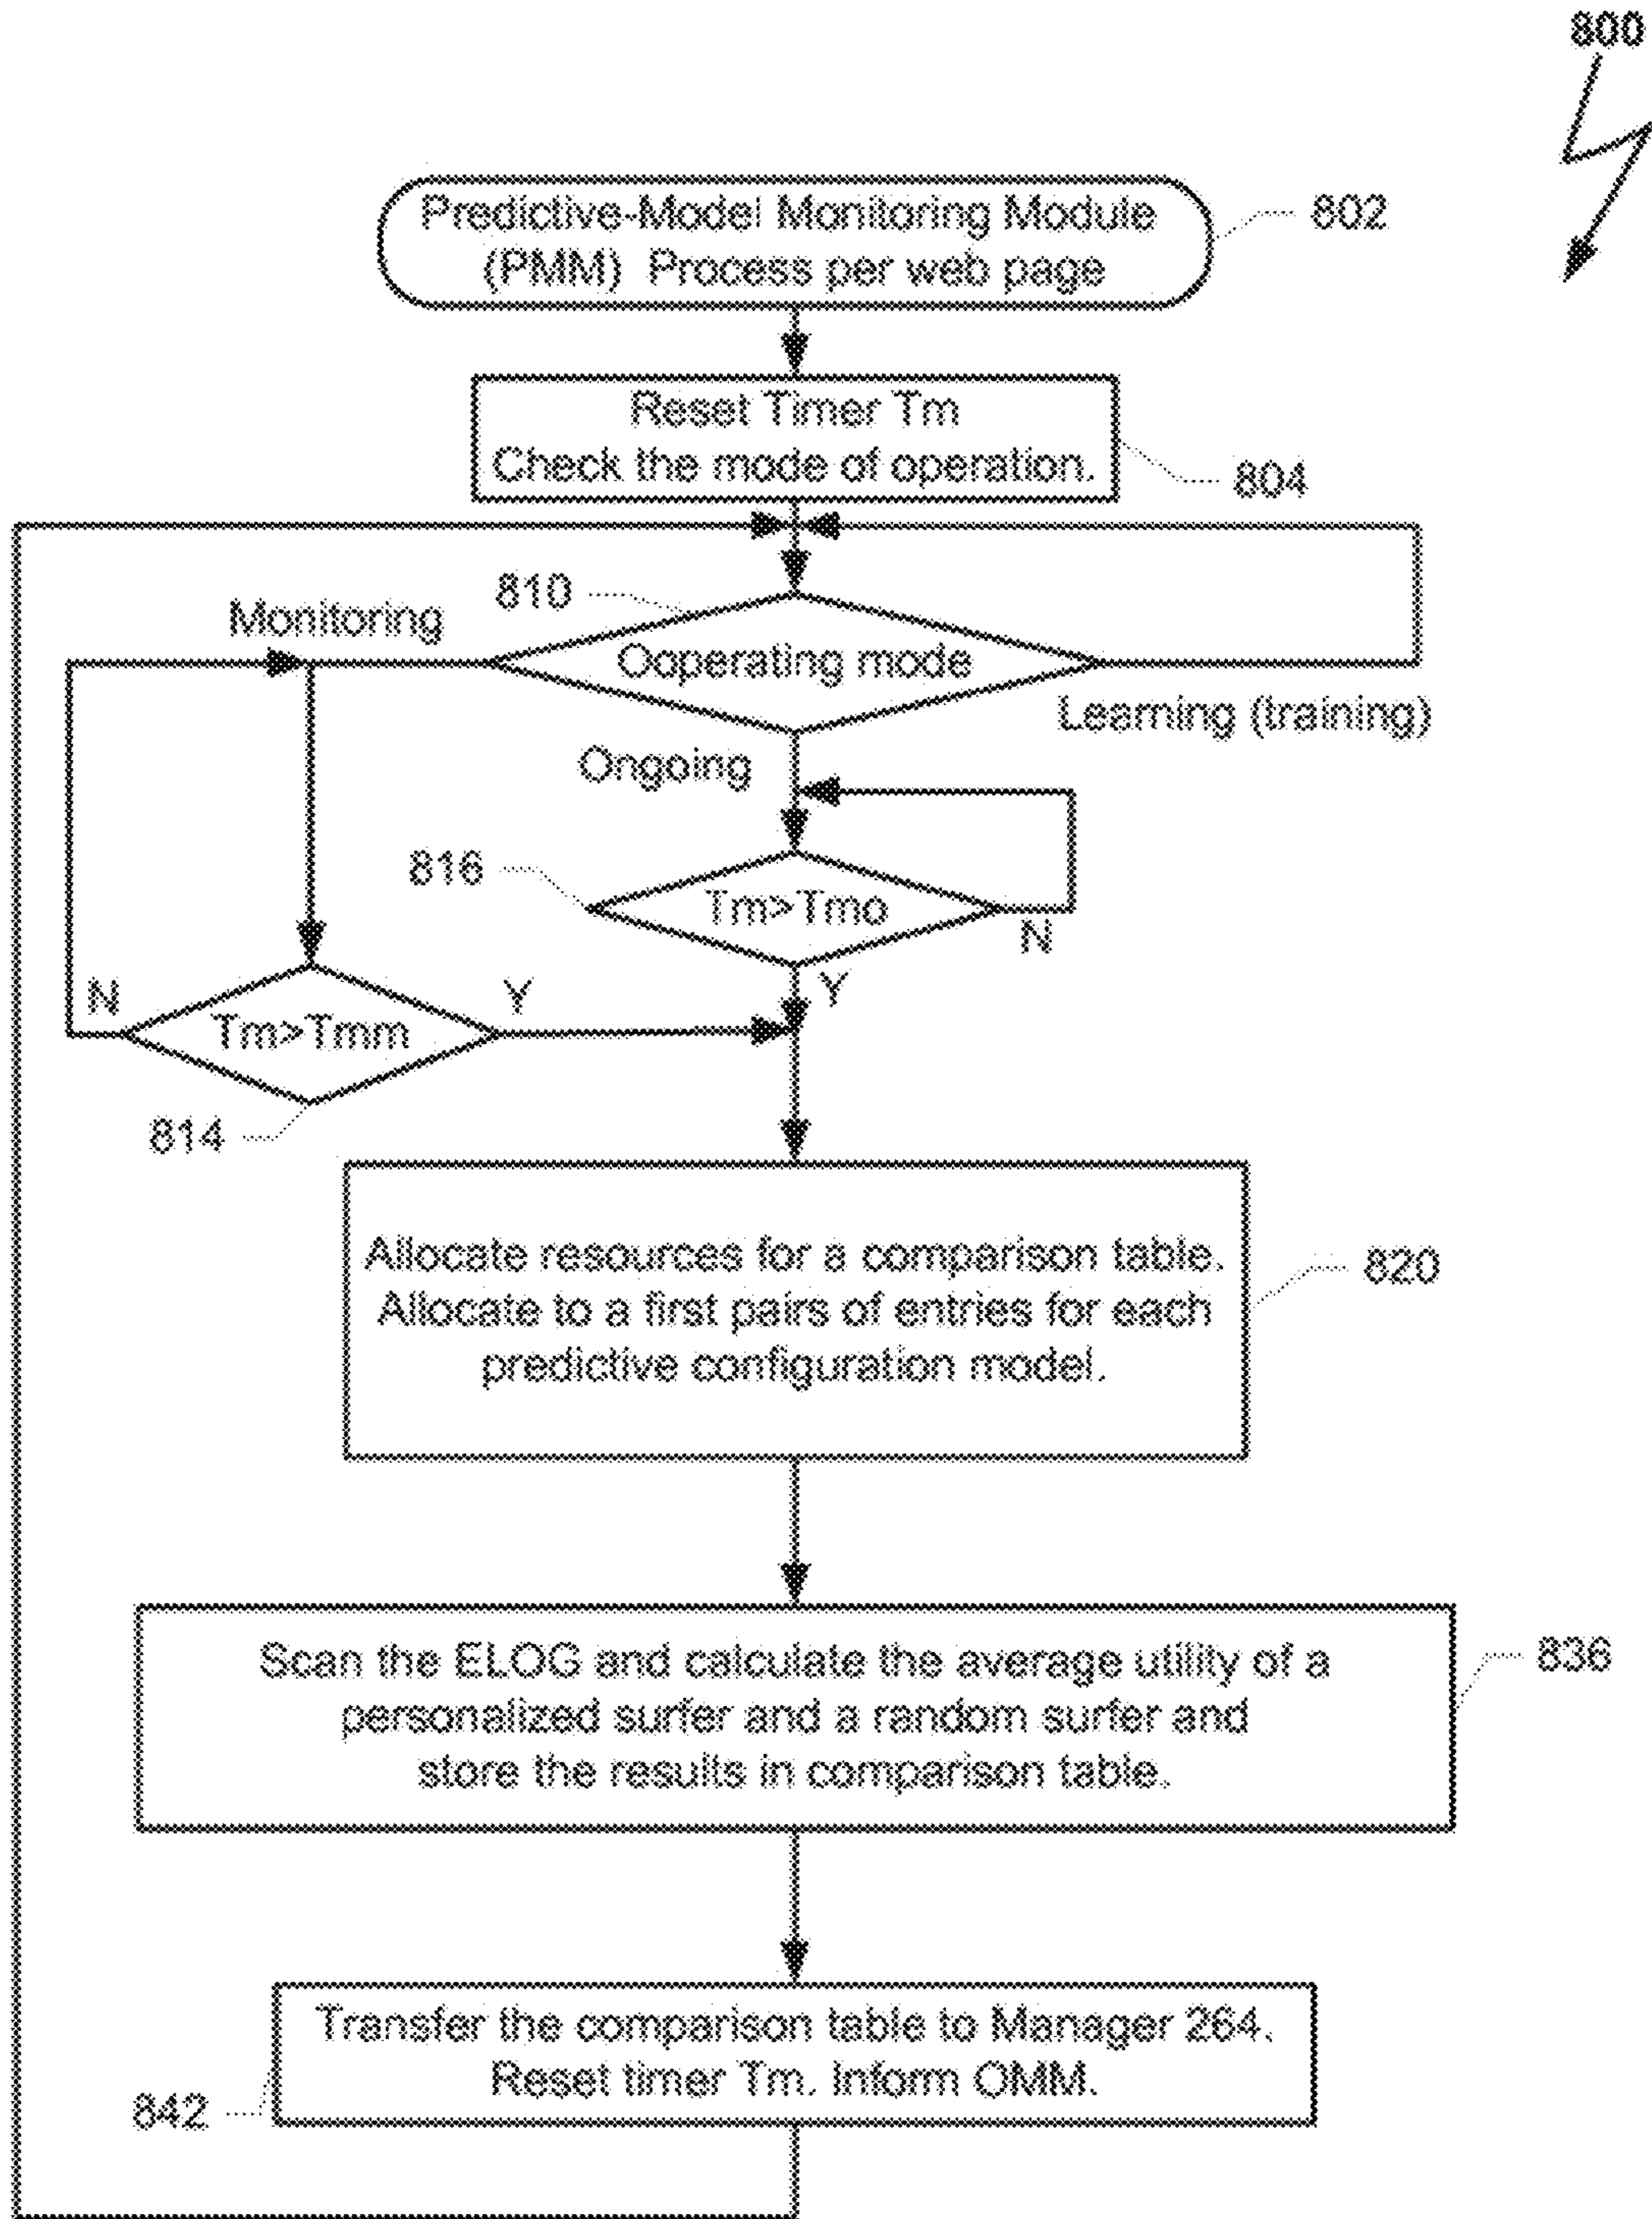 800
Predictive-Model Monitoring Module
(PMM) Process per web page
802
Reset Timer Tm
Check the mode of operation.
804
810
Monitoring
Ooperating mode
Learning (training)
Ongoing
816
Tm>Tmo
N
Y
N
Tm>Tmm
Y
814
Allocate resources for a comparison table.
Allocate to a first pairs of entries for each
predictive configuration model.
820
Scan the ELOG and calculate the average utility of a
personalized surfer and a random surfer and
store the results in comparison table.
836
Transfer the comparison table to Manager 264.
Reset timer Tm. Inform OMM.
842